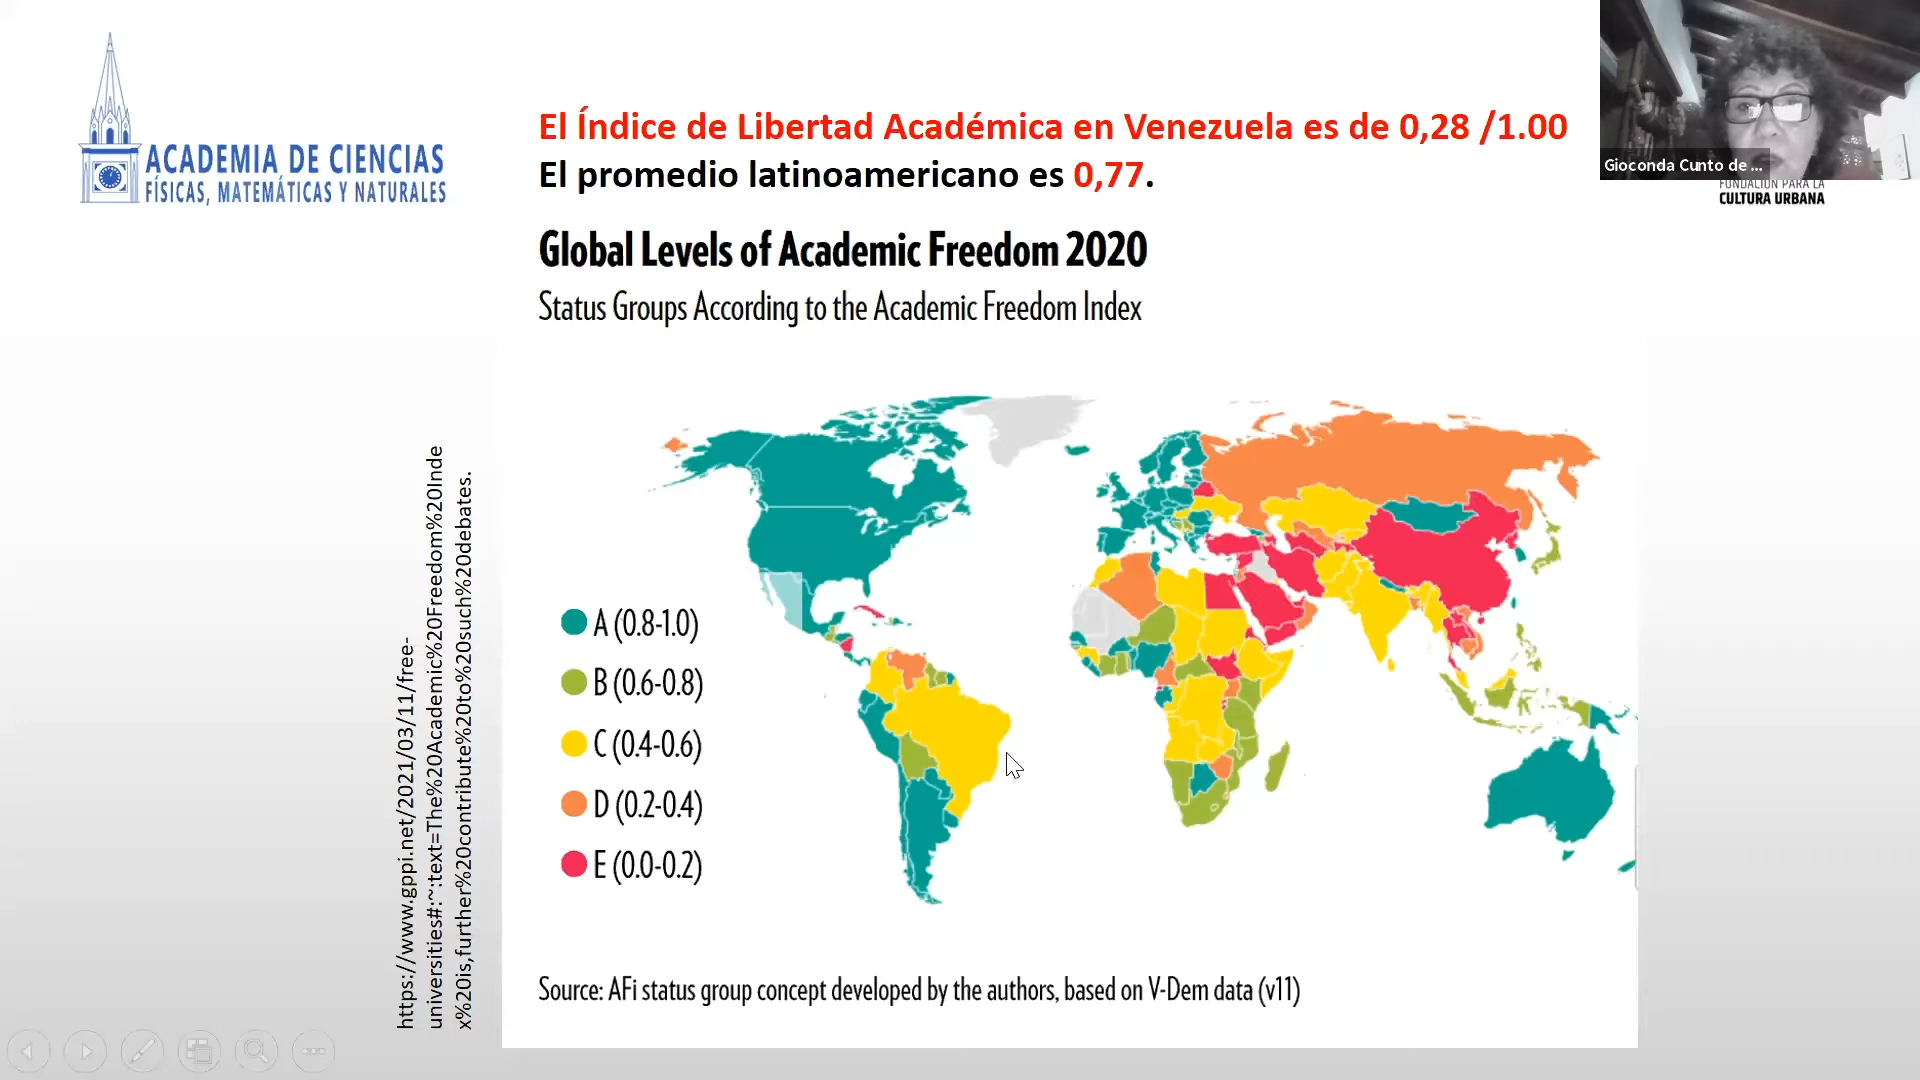 ACADEMIA DE CIENCIAS
FÍSICAS, MATEMÁTICAS Y NATURALES
El Índice de Libertad Académica en Venezuela es de 0,28 /1.00
El promedio latinoamericano es 0,77.
Gioconda Cunto de ...
FUNDACIÓN PARA LA
CULTURA URBANA
Global Levels of Academic Freedom 2020
Status Groups According to the Academic Freedom Index
A (0.8-1.0)
B (0.6-0.8)
C (0.4-0.6)
D (0.2-0.4)
E (0.0-0.2)
Source: AFi status group concept developed by the authors, based on V-Dem data (v11)
https://www.gppi.net/2021/03/11/free-
universities#:~:text=The%20Academic%20Freedom%20Inde
x%20is,further%20contribute%20to%20such%20debates.